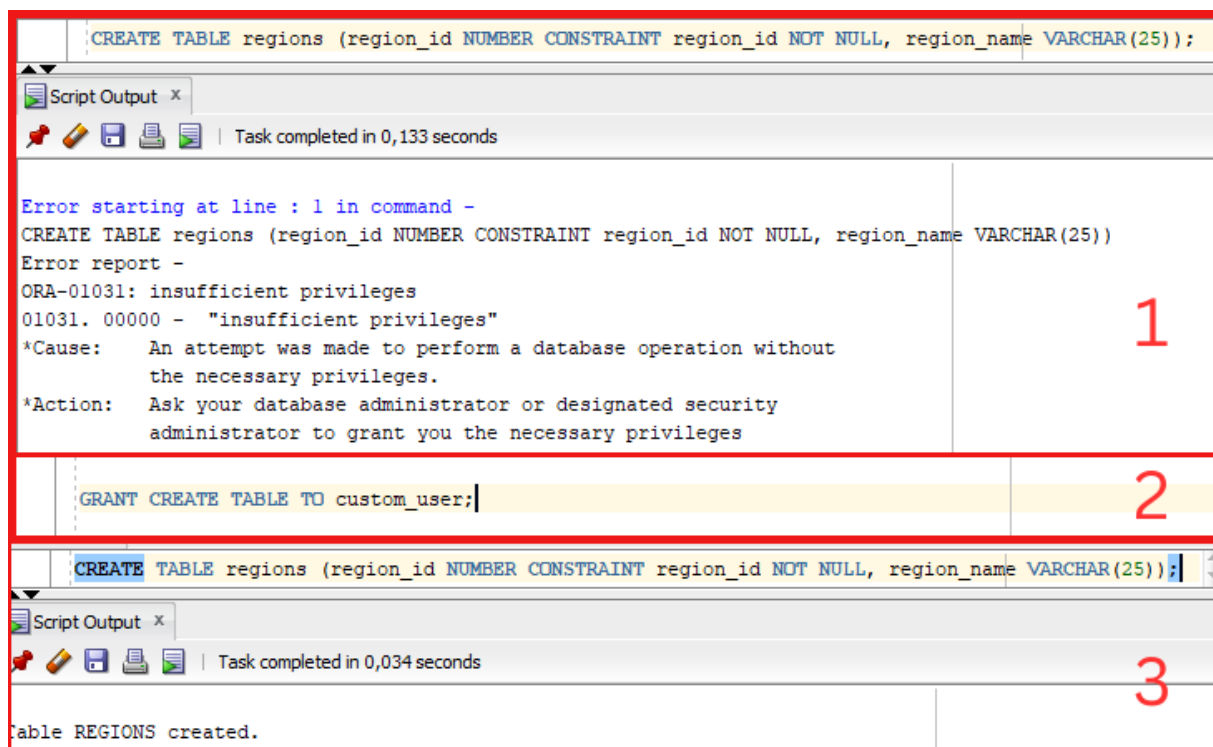 CREATE TABLE regions (region_id NUMBER CONSTRAINT region_id NOT NULL, region_name VARCHAR(25));
Script Output x
Task completed in 0,133 seconds
Error starting at line : 1 in command -
CREATE TABLE regions (region_id NUMBER CONSTRAINT region_id NOT NULL, region_name VARCHAR(25))
Error report -
ORA-01031: insufficient privileges
01031. 00000 -  "insufficient privileges"
*Cause:    An attempt was made to perform a database operation without
           the necessary privileges.
*Action:   Ask your database administrator or designated security
           administrator to grant you the necessary privileges
1
GRANT CREATE TABLE TO custom_user;
2
CREATE TABLE regions (region_id NUMBER CONSTRAINT region_id NOT NULL, region_name VARCHAR(25));
Script Output x
Task completed in 0,034 seconds
3
Table REGIONS created.